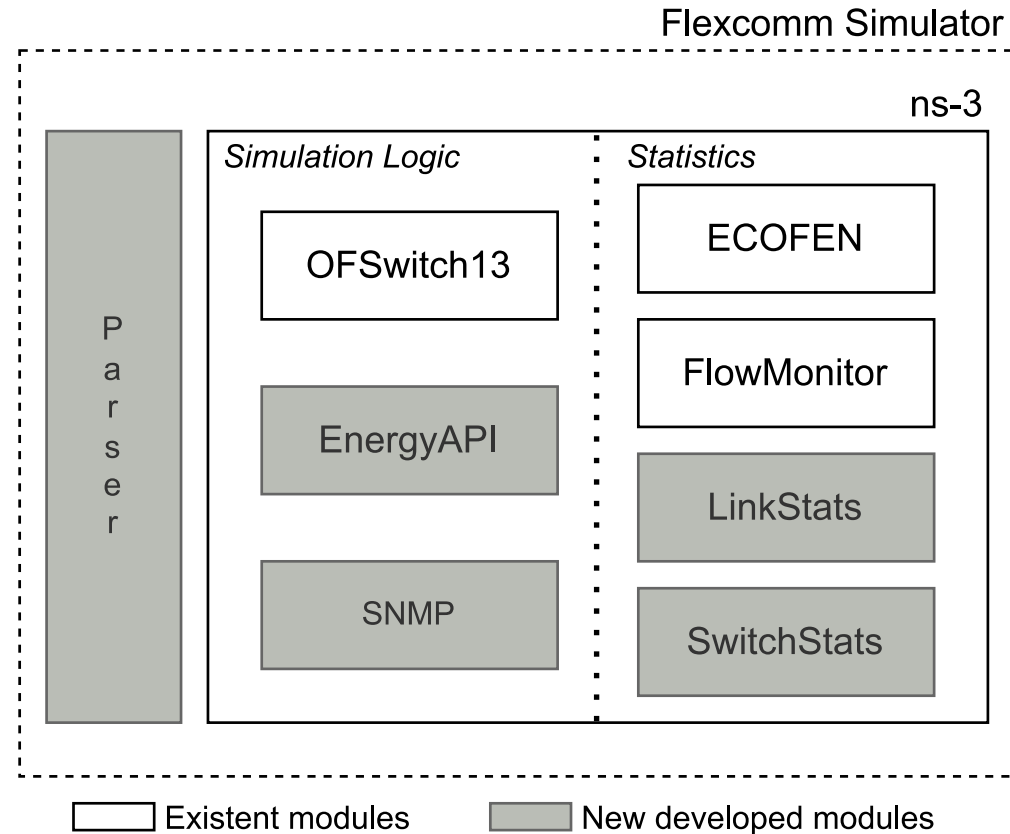 Flexcomm Simulator
ns-3
Parser
Simulation Logic
OFSwitch13
EnergyAPI
SNMP
Statistics
ECOFEN
FlowMonitor
LinkStats
SwitchStats
Existent modules
New developed modules